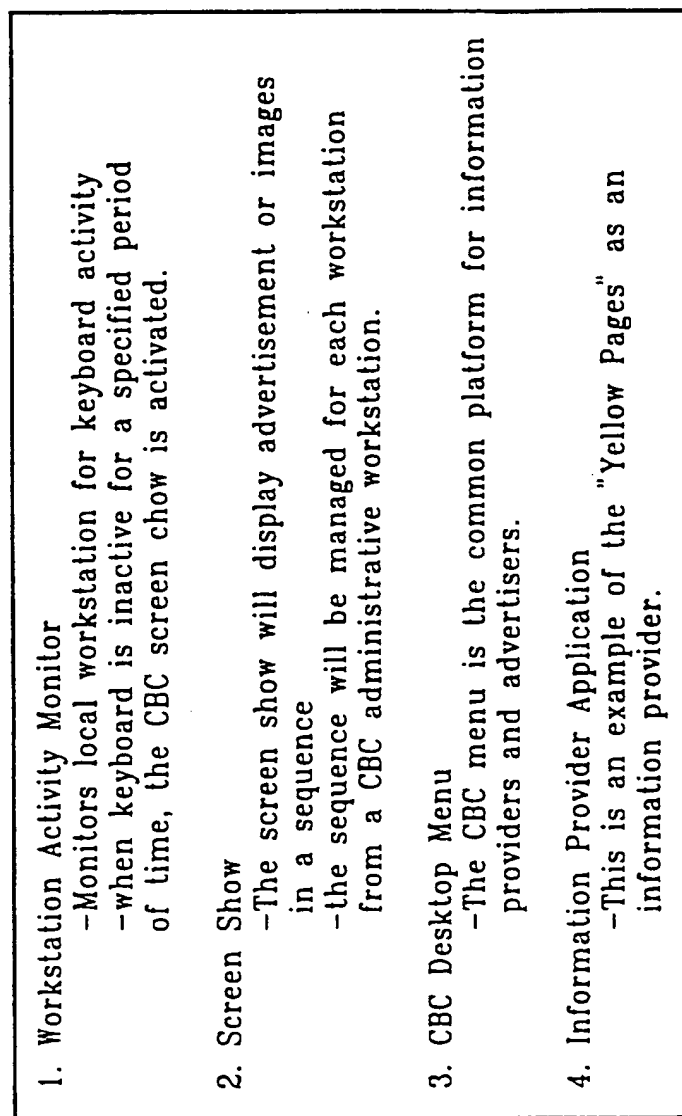 1. Workstation Activity Monitor
-Monitors local workstation for keyboard activity
-when keyboard is inactive for a specified period
of time, the CBC screen chow is activated.
2. Screen Show
-The screen show will display advertisement or images
in a sequence
-the sequence will be managed for each workstation
from a CBC administrative workstation.
3. CBC Desktop Menu
-The CBC menu is the common platform for information
providers and advertisers.
4. Information Provider Application
-This is an example of the "Yellow Pages" as an
information provider.